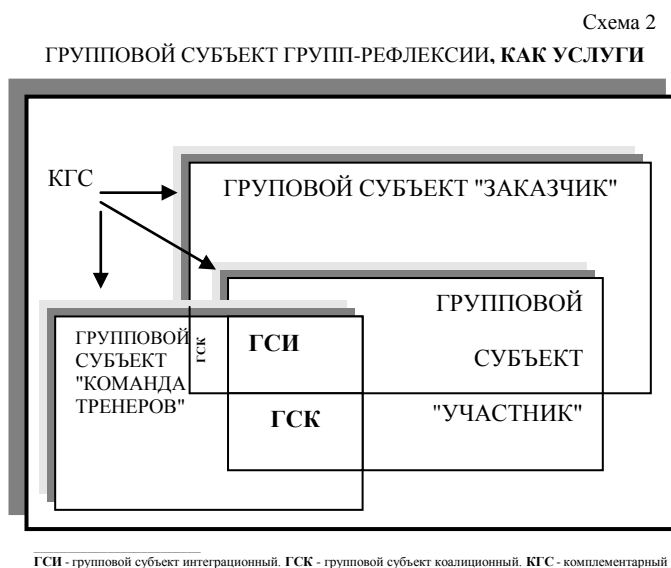 Схема 2
ГРУППОВОЙ СУБЪЕКТ ГРУПП-РЕФЛЕКСИИ, КАК УСЛУГИ
КГС
ГРУПОВОЙ СУБЪЕКТ "ЗАКАЗЧИК"
ГРУППОВОЙ
СУБЪЕКТ
"УЧАСТНИК"
ГРУППОВОЙ
СУБЪЕКТ
"КОМАНДА
ТРЕНЕРОВ"
ГСК
ГСИ
ГСК
ГСИ - групповой субъект интеграционный. ГСК - групповой субъект коалиционный. КГС - комплементарный